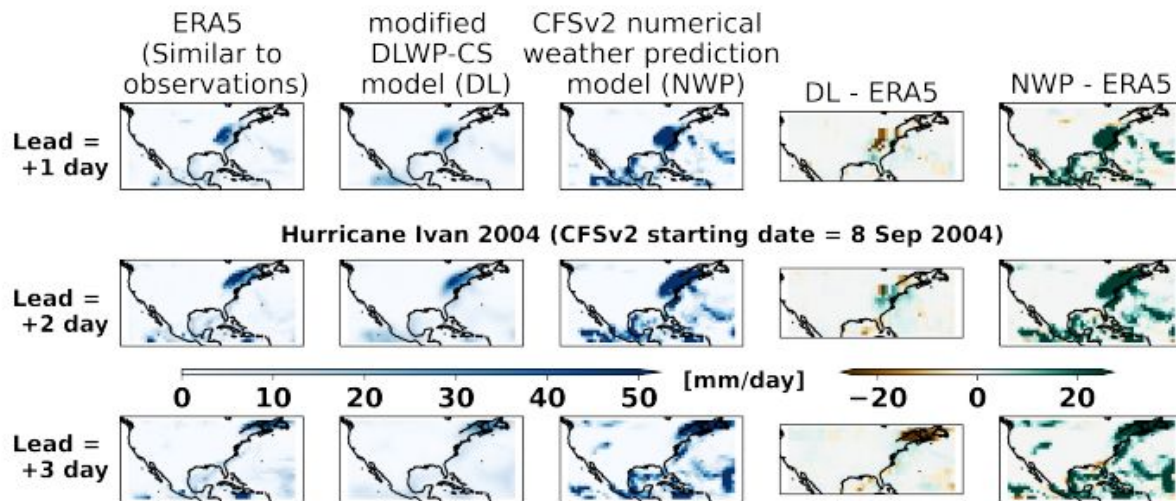 ERA5
(Similar to
observations)
modified
DLWP-CS
model (DL)
CFSv2 numerical
weather prediction
model (NWP)
DL - ERA5
NWP - ERA5
Lead =
+1 day
Hurricane Ivan 2004 (CFSv2 starting date = 8 Sep 2004)
Lead =
+2 day
0 10 20 30 40 50 [mm/day] −20 0 20
Lead =
+3 day